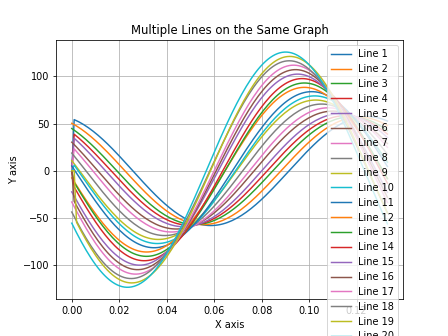 Multiple Lines on the Same Graph
Y axis
100
50
0
−50
−100
0.00
0.02
0.04
0.06
0.08
0.10
X axis
Line 1
Line 2
Line 3
Line 4
Line 5
Line 6
Line 7
Line 8
Line 9
Line 10
Line 11
Line 12
Line 13
Line 14
Line 15
Line 16
Line 17
Line 18
Line 19
Line 20